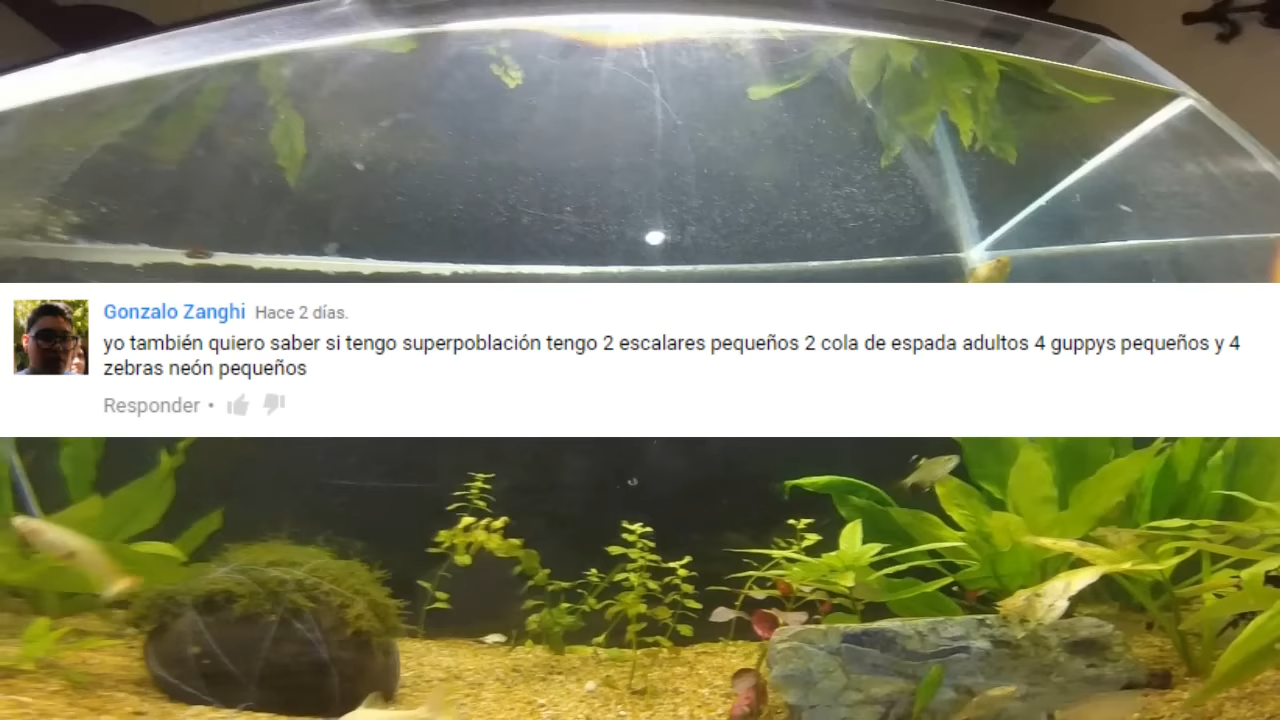 Gonzalo Zanghi Hace 2 días.
yo también quiero saber si tengo superpoblación tengo 2 escalares pequeños 2 cola de espada adultos 4 guppys pequeños y 4
zebras neón pequeños
Responder •